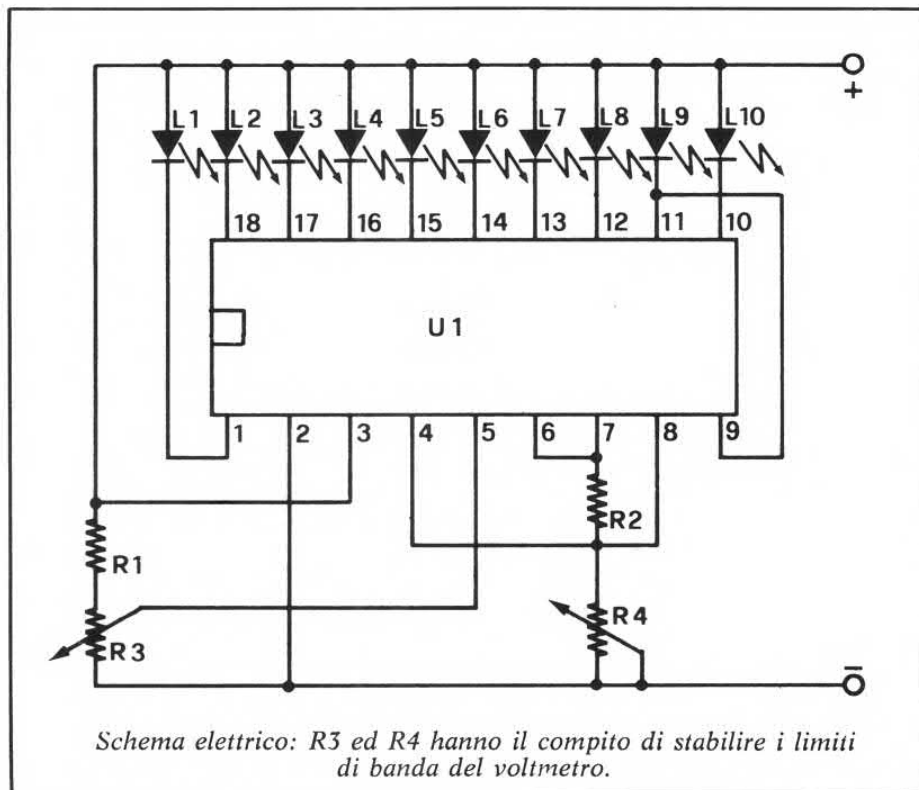 +
L1 L2 L3 L4 L5 L6 L7 L8 L9 L10
18 17 16 15 14 13 12 11 10
U1
1 2 3 4 5 6 7 8 9
R2
R1
R4
R3
−
Schema elettrico: R3 ed R4 hanno il compito di stabilire i limiti
di banda del voltmetro.